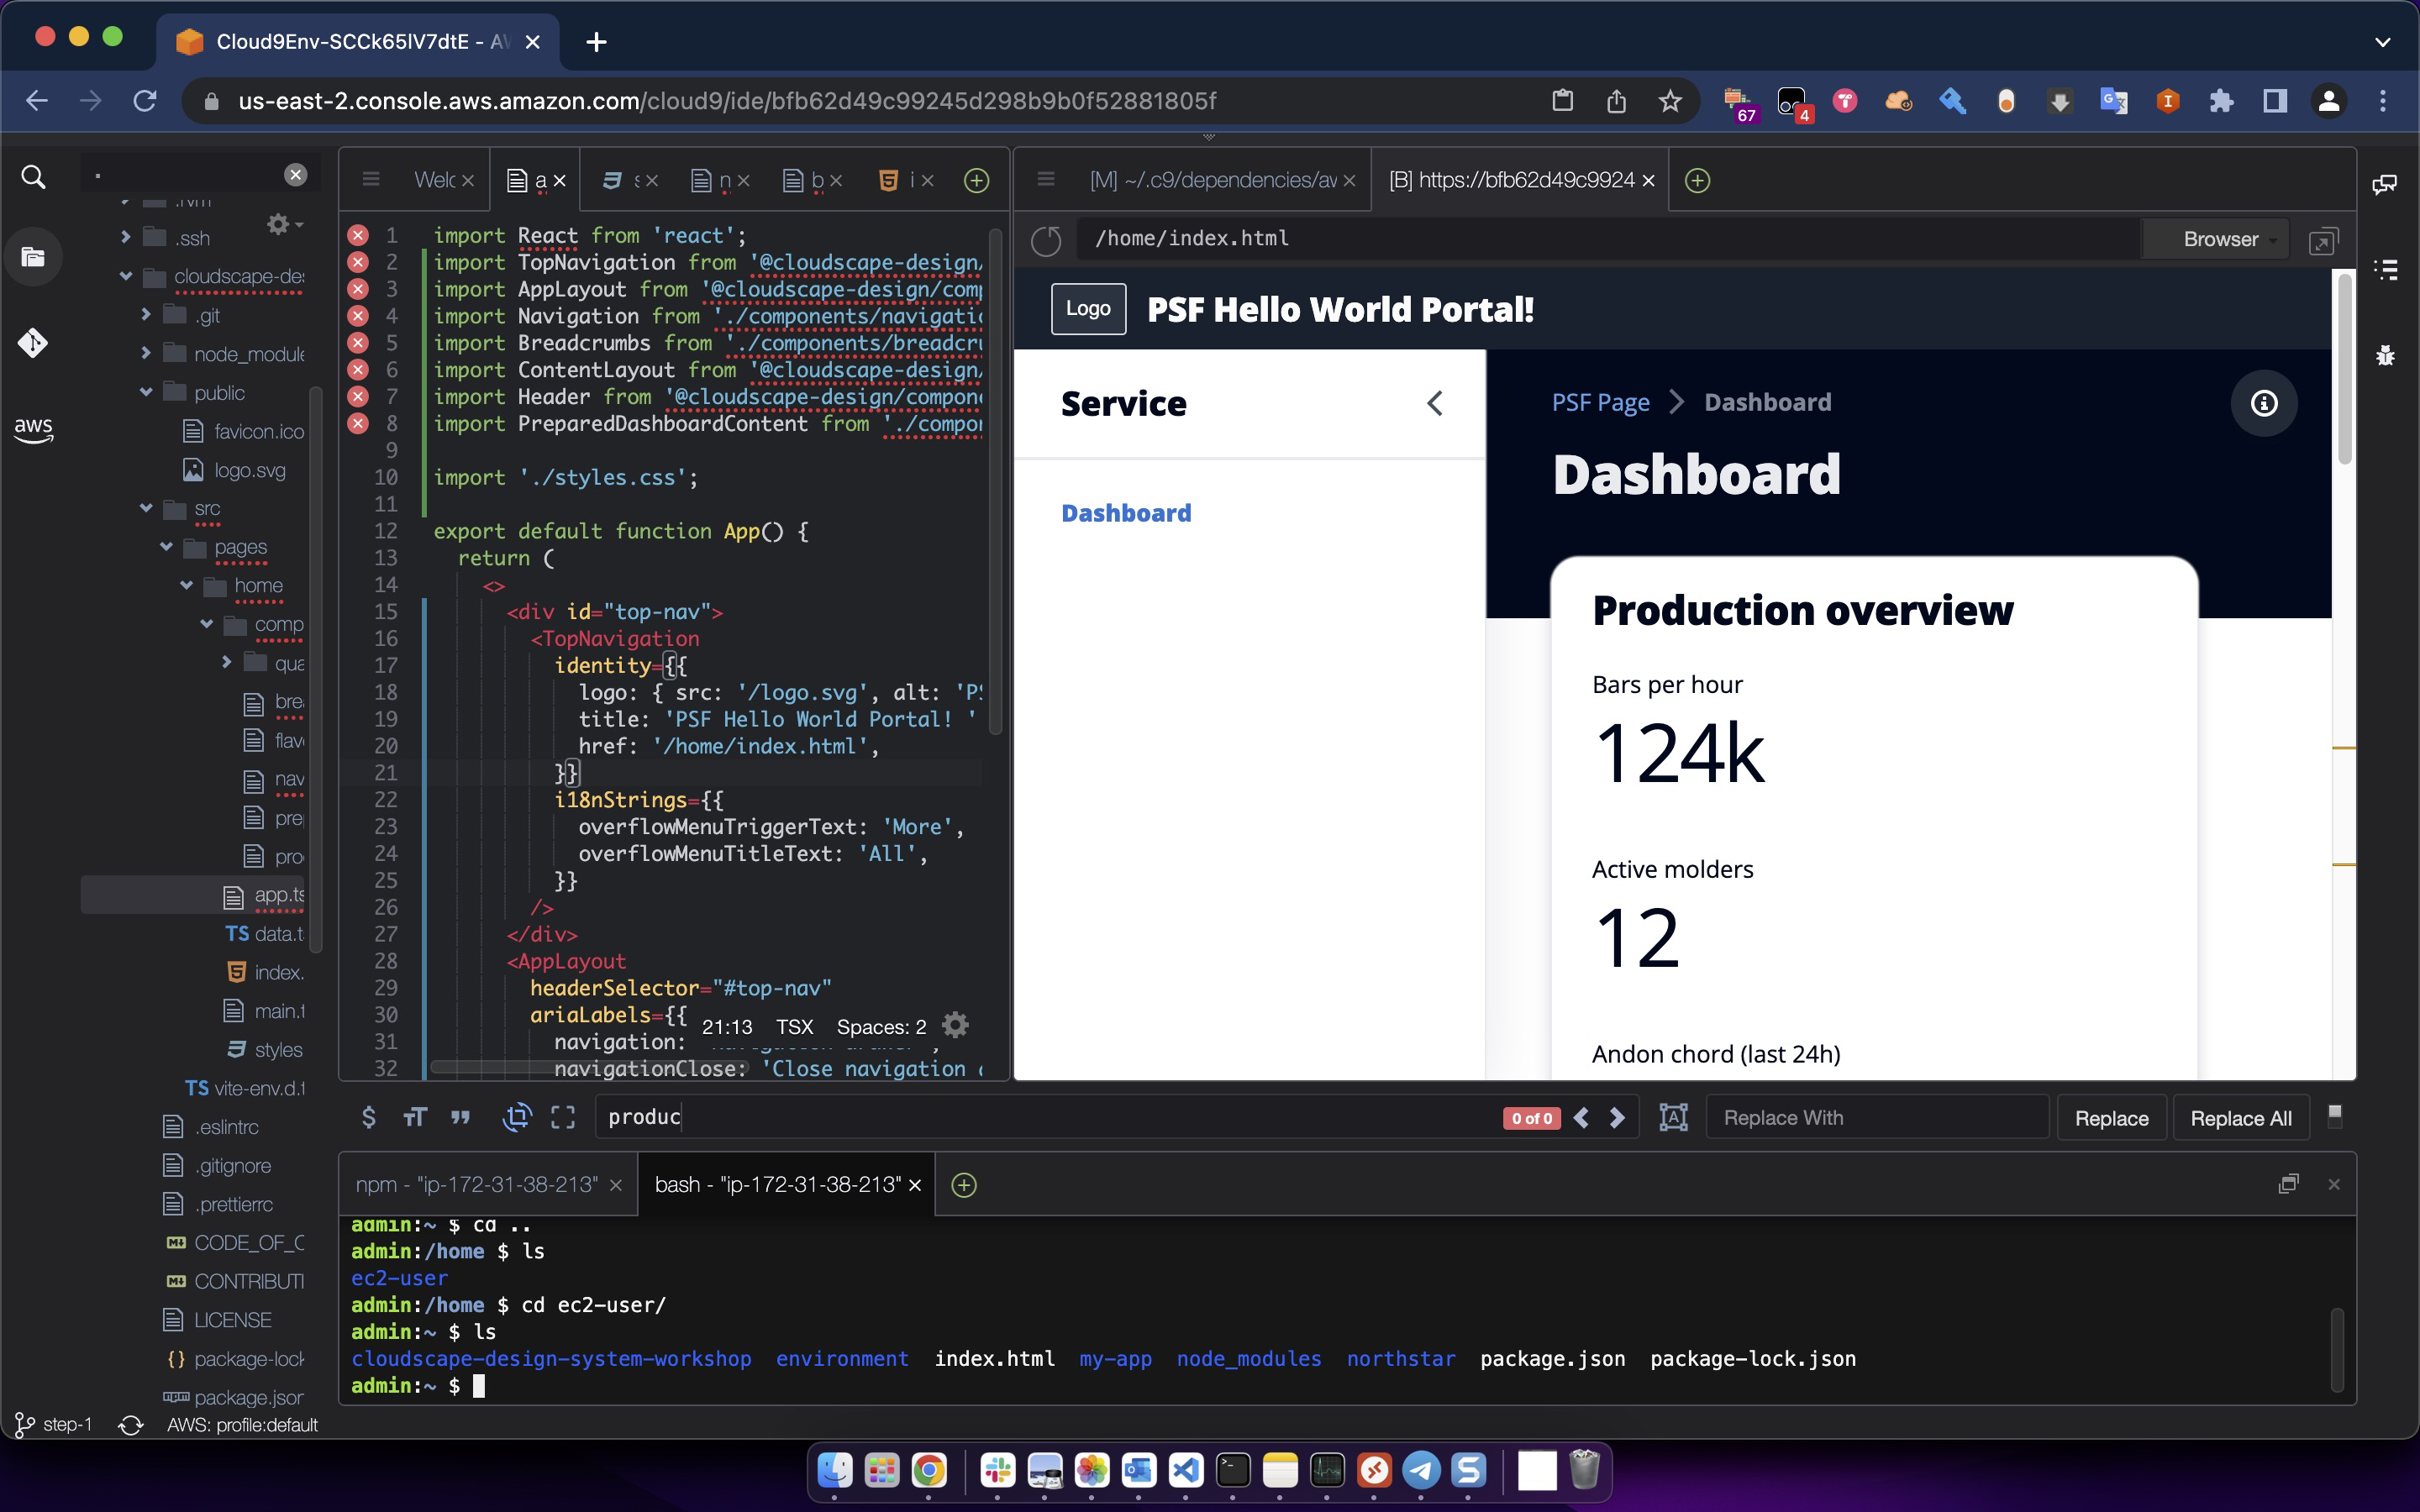 Cloud9Env-SCCk65lV7dtE - AW
us-east-2.console.aws.amazon.com/cloud9/ide/bfb62d49c99245d298b9b0f52881805f
67
4
.ssh
cloudscape-des
.git
node_module
public
favicon.ico
logo.svg
src
pages
home
comp
qua
brea
flav
nav
pre
pro
app.ts
TS data.t
index.
main.t
styles
TS vite-env.d.t
.eslintrc
.gitignore
.prettierrc
CODE_OF_C
CONTRIBUTI
LICENSE
package-lock
package.json
aws
Welc
a
s
n
b
i
1 import React from 'react';
2 import TopNavigation from '@cloudscape-design/
3 import AppLayout from '@cloudscape-design/comp
4 import Navigation from './components/navigatio
5 import Breadcrumbs from './components/breadcru
6 import ContentLayout from '@cloudscape-design/
7 import Header from '@cloudscape-design/compone
8 import PreparedDashboardContent from './compon
9
10 import './styles.css';
11
12 export default function App() {
13 return (
14 <>
15 <div id="top-nav">
16 <TopNavigation
17 identity={{
18 logo: { src: '/logo.svg', alt: 'PS
19 title: 'PSF Hello World Portal! '
20 href: '/home/index.html',
21 }}
22 i18nStrings={{
23 overflowMenuTriggerText: 'More',
24 overflowMenuTitleText: 'All',
25 }}
26 />
27 </div>
28 <AppLayout
29 headerSelector="#top-nav"
30 ariaLabels={{
31 navigation:
32 navigationClose: 'Close navigation
21:13 TSX Spaces: 2
[M] ~/.c9/dependencies/aw
[B] https://bfb62d49c9924
/home/index.html
Browser
Logo
PSF Hello World Portal!
Service
Dashboard
PSF Page
Dashboard
Dashboard
Production overview
Bars per hour
124k
Active molders
12
Andon chord (last 24h)
produc
0 of 0
Replace With
Replace
Replace All
npm - "ip-172-31-38-213"
bash - "ip-172-31-38-213"
admin:~ $ cd ..
admin:/home $ ls
ec2-user
admin:/home $ cd ec2-user/
admin:~ $ ls
cloudscape-design-system-workshop environment index.html my-app node_modules northstar package.json package-lock.json
admin:~ $
step-1
AWS: profile:default